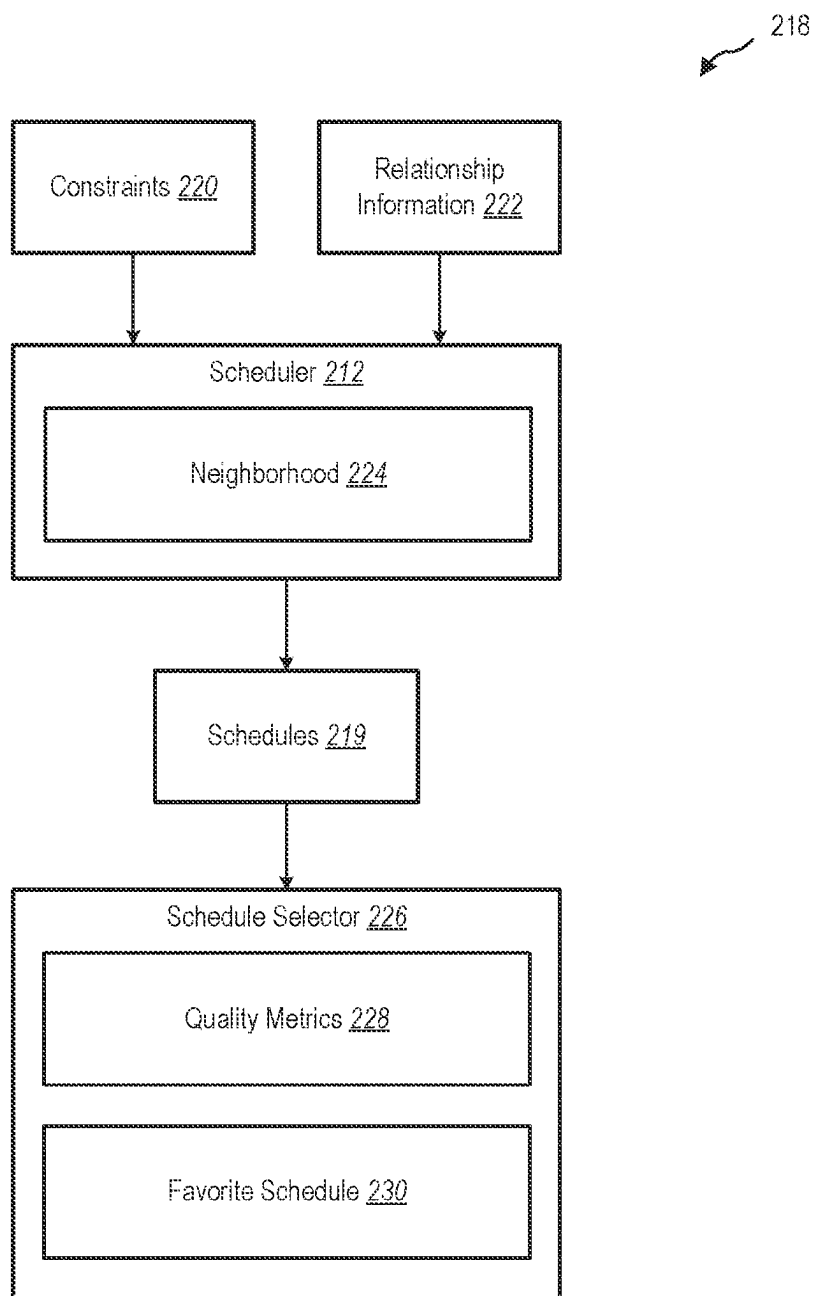 218
Constraints 220
Relationship
Information 222
Scheduler 212
Neighborhood 224
Schedules 219
Schedule Selector 226
Quality Metrics 228
Favorite Schedule 230